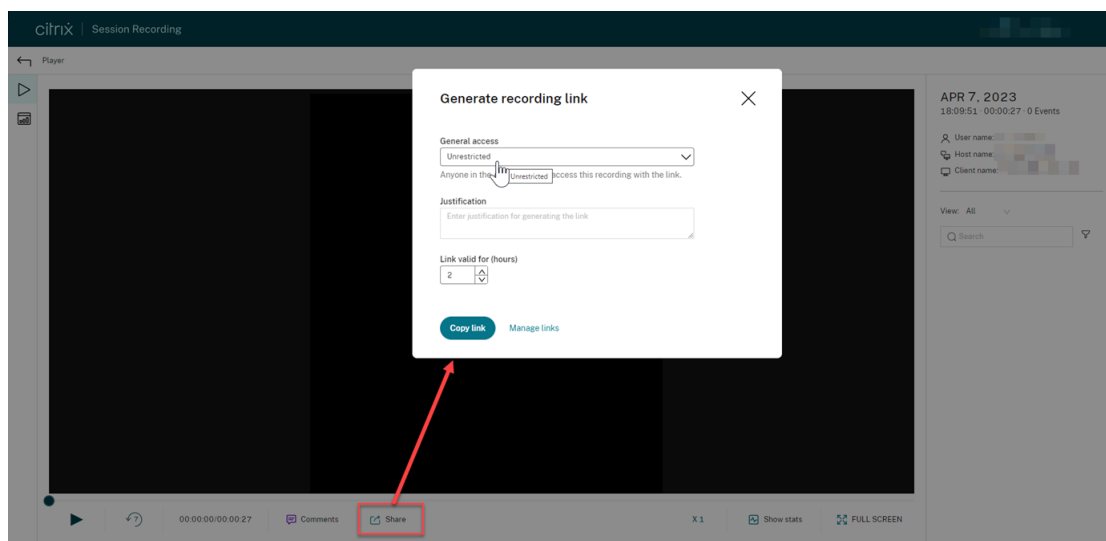 citrix | Session Recording
Player
Generate recording link
General access
Unrestricted
Anyone in the Unrestricted access this recording with the link.
Justification
Enter justification for generating the link
Link valid for (hours)
2
Copy link Manage links
APR 7, 2023
18:09:51 · 00:00:27 · 0 Events
User name:
Host name:
Client name:
View: All
Search
7
00:00:00/00:00:27
Comments
Share
X 1
Show stats
FULL SCREEN